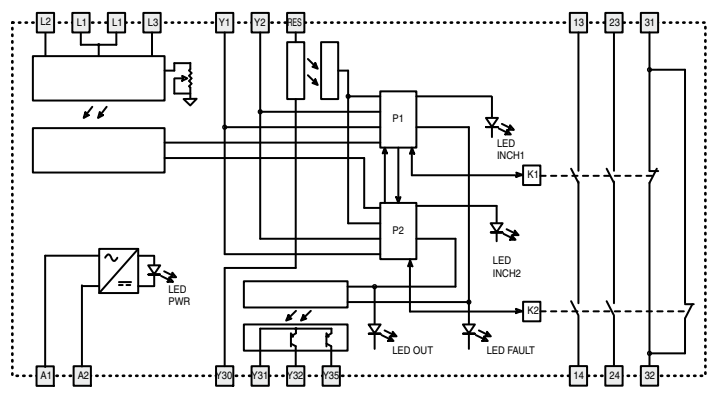 L2 L1 L1 L3 Y1 Y2 RES 13 23 31
P1
LED
INCH1
K1
P2
LED
INCH2
LED
PWR
K2
LED OUT LED FAULT
A1 A2 Y30 Y31 Y32 Y35 14 24 32